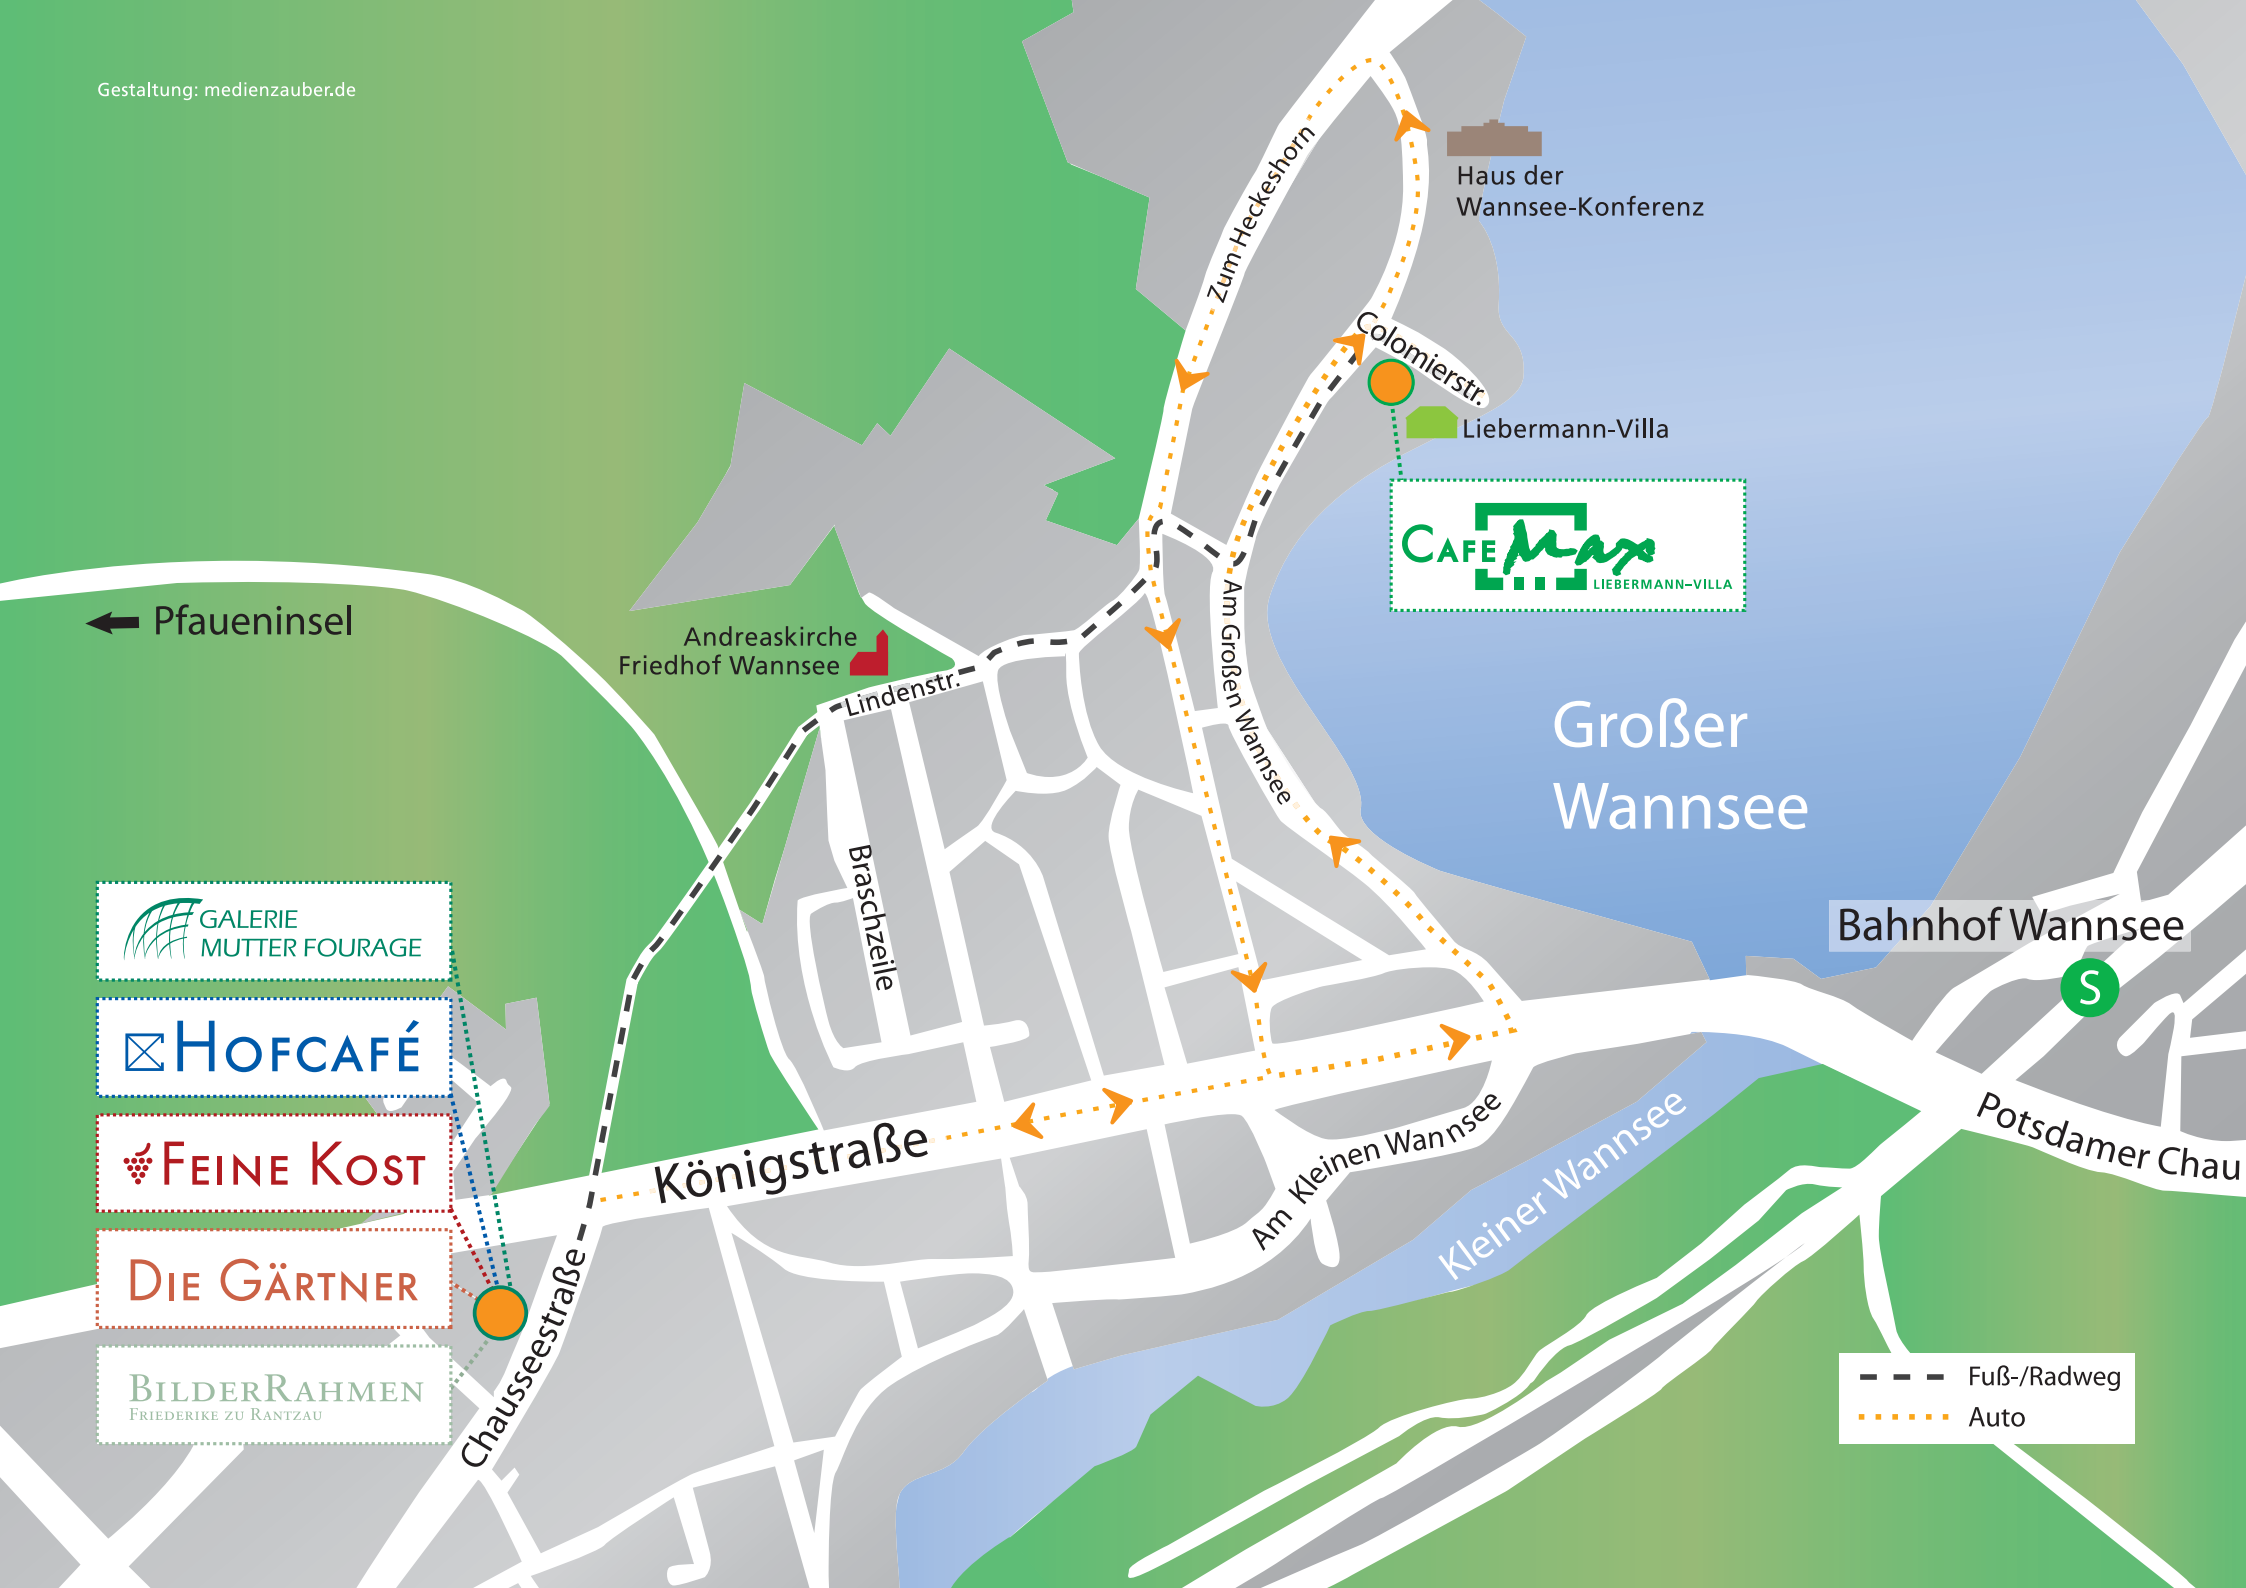 Gestaltung: medienzauber.de
Zum Heckeshorn
Haus der
Wannsee-Konferenz
Colomierstr.
Liebermann-Villa
CAFE Max
LIEBERMANN-VILLA
Pfaueninsel
Andreaskirche
Friedhof Wannsee
Lindenstr.
Am Großen Wannsee
Großer
Wannsee
Braschzeile
Bahnhof Wannsee
S
GALERIE
MUTTER FOURAGE
HOFCAFÉ
FEINE KOST
DIE GÄRTNER
BILDERRAHMEN
FRIEDERIKE ZU RANTZAU
Königstraße
Chausseestraße
Am Kleinen Wannsee
Kleiner Wannsee
Potsdamer Chau
Fuß-/Radweg
Auto